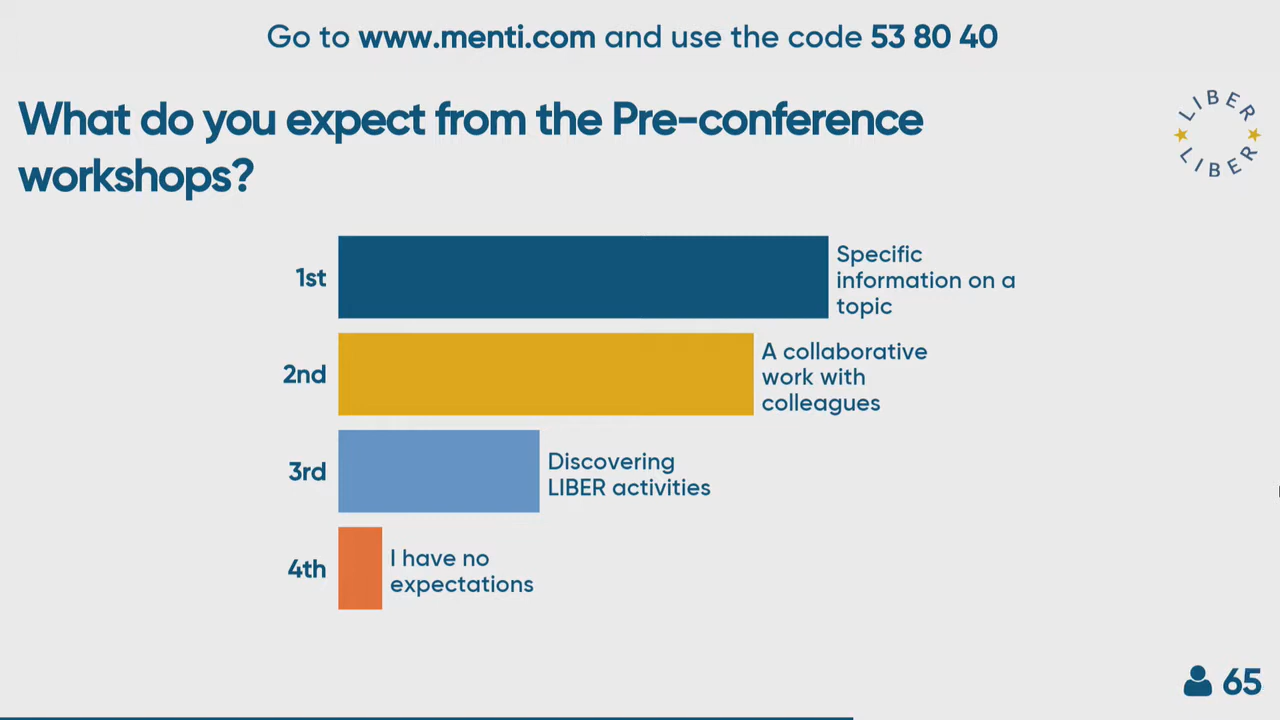 Go to www.menti.com and use the code 53 80 40
What do you expect from the Pre-conference
workshops?
LIBER
LIBER
1st
Specific
information on a
topic
2nd
A collaborative
work with
colleagues
3rd
Discovering
LIBER activities
4th
I have no
expectations
65